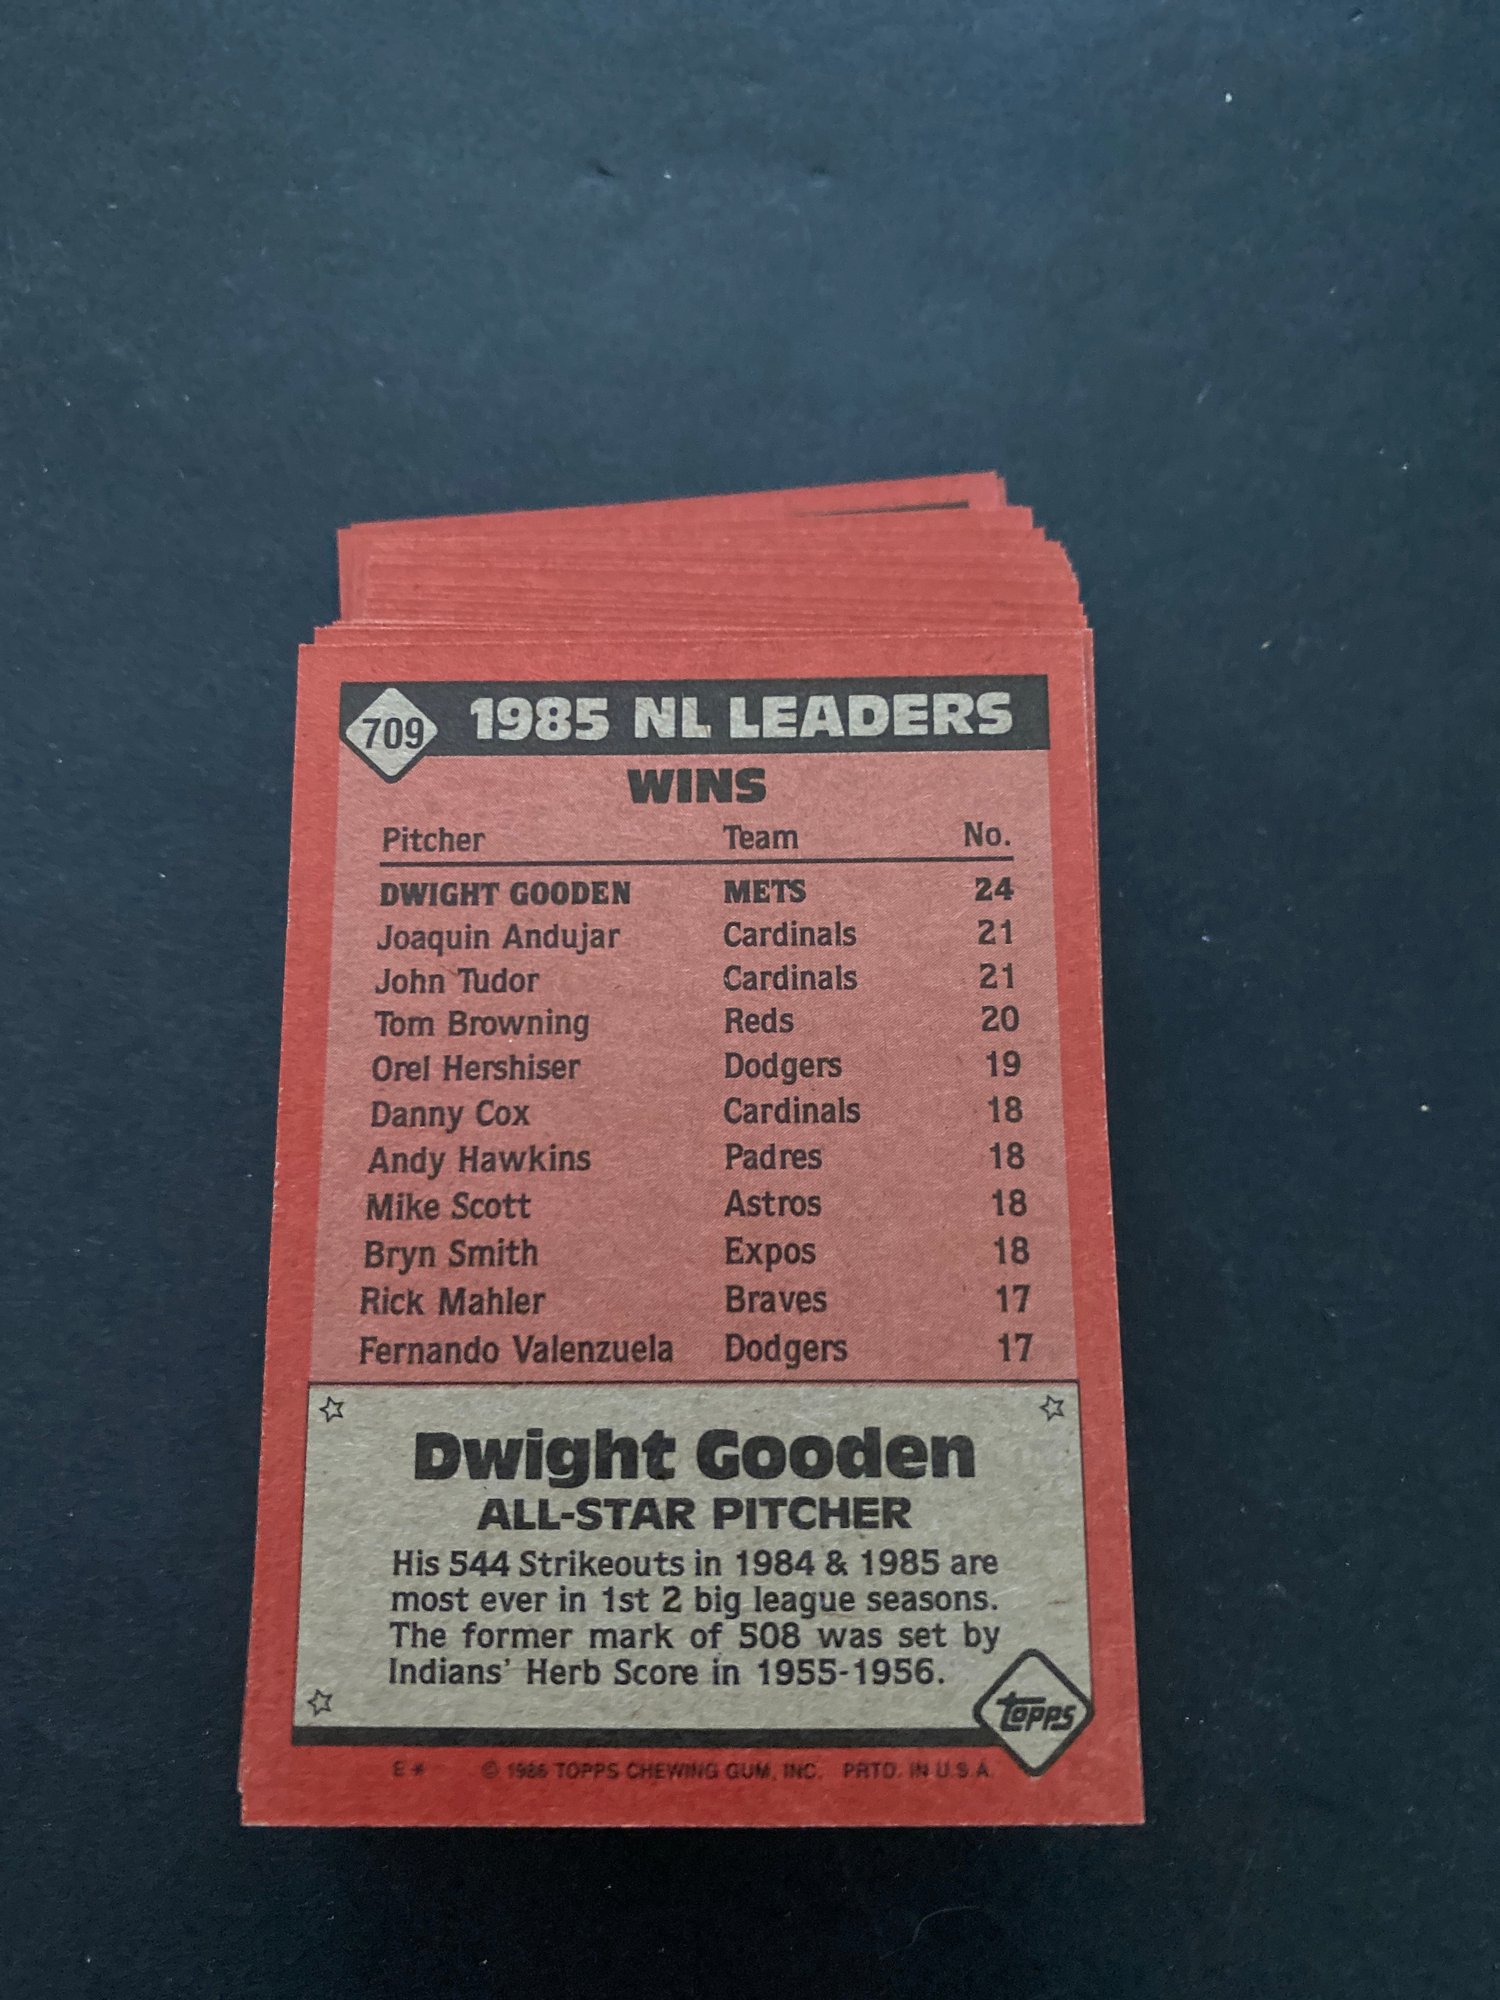 709 1985 NL LEADERS
WINS
Pitcher Team No.
DWIGHT GOODEN METS 24
Joaquin Andujar Cardinals 21
John Tudor Cardinals 21
Tom Browning Reds 20
Orel Hershiser Dodgers 19
Danny Cox Cardinals 18
Andy Hawkins Padres 18
Mike Scott Astros 18
Bryn Smith Expos 18
Rick Mahler Braves 17
Fernando Valenzuela Dodgers 17
Dwight Gooden
ALL-STAR PITCHER
His 544 Strikeouts in 1984 & 1985 are
most ever in 1st 2 big league seasons.
The former mark of 508 was set by
Indians' Herb Score in 1955-1956.
topps
E* © 1986 TOPPS CHEWING GUM, INC. PRTD. IN U.S.A.